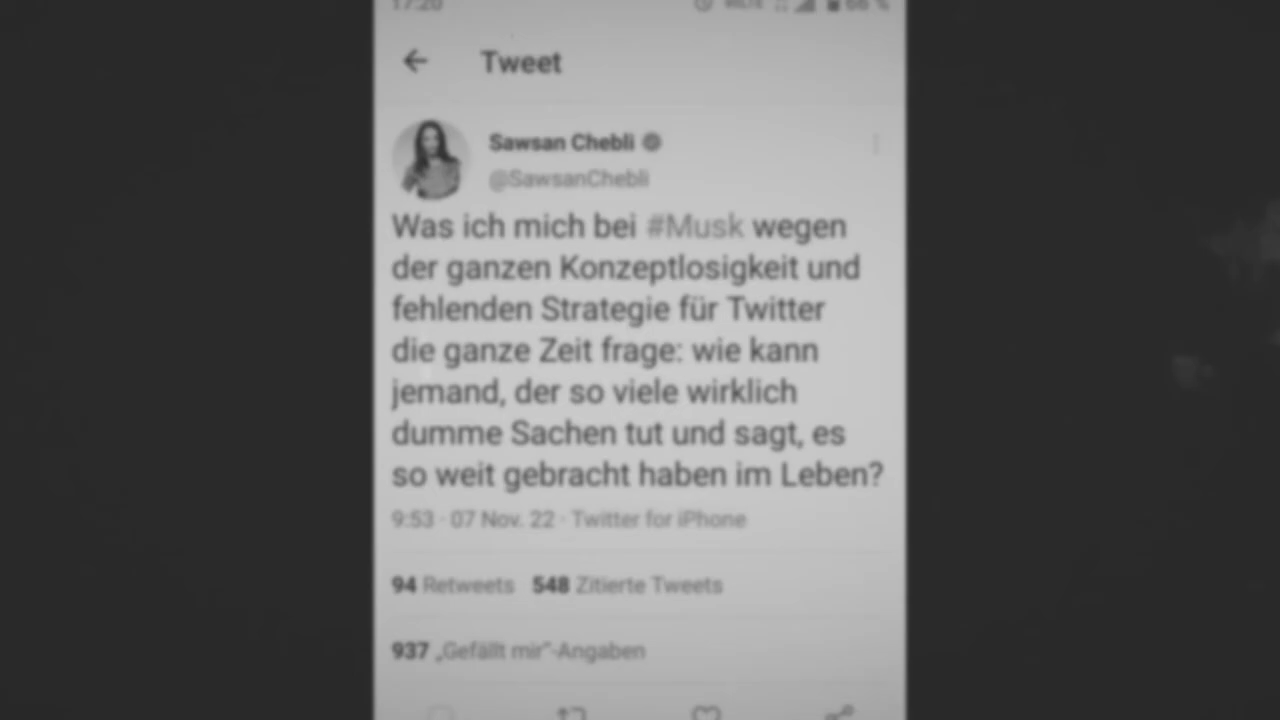 17:20 66 %
Tweet
Sawsan Chebli
@SawsanChebli
Was ich mich bei #Musk wegen
der ganzen Konzeptlosigkeit und
fehlenden Strategie für Twitter
die ganze Zeit frage: wie kann
jemand, der so viele wirklich
dumme Sachen tut und sagt, es
so weit gebracht haben im Leben?
9:53 · 07 Nov. 22 · Twitter for iPhone
94 Retweets 548 Zitierte Tweets
937 „Gefällt mir“-Angaben